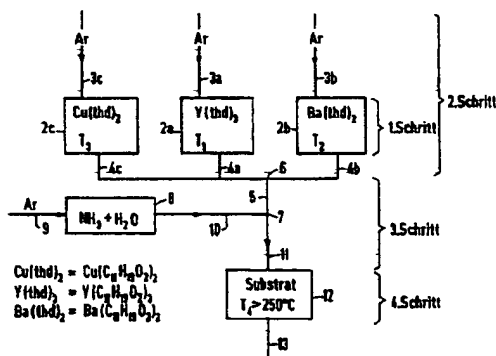 Ar Ar Ar
3c 3a 3b
2.Schritt
Cu(thd)₂ Y(thd)₃ Ba(thd)₂
2c 2a 2b 1.Schritt
T₃ T₁ T₂
4c 4a 6 4b
5
Ar 8
NH₃ + H₂O 7 3.Schritt
9 10
11
Cu(thd)₂ = Cu(C₁₁H₁₉O₂)₂ Substrat
Y(thd)₃ = Y(C₁₁H₁₉O₂)₃ T₄>250°C 12 4.Schritt
Ba(thd)₂ = Ba(C₁₁H₁₉O₂)₂
13